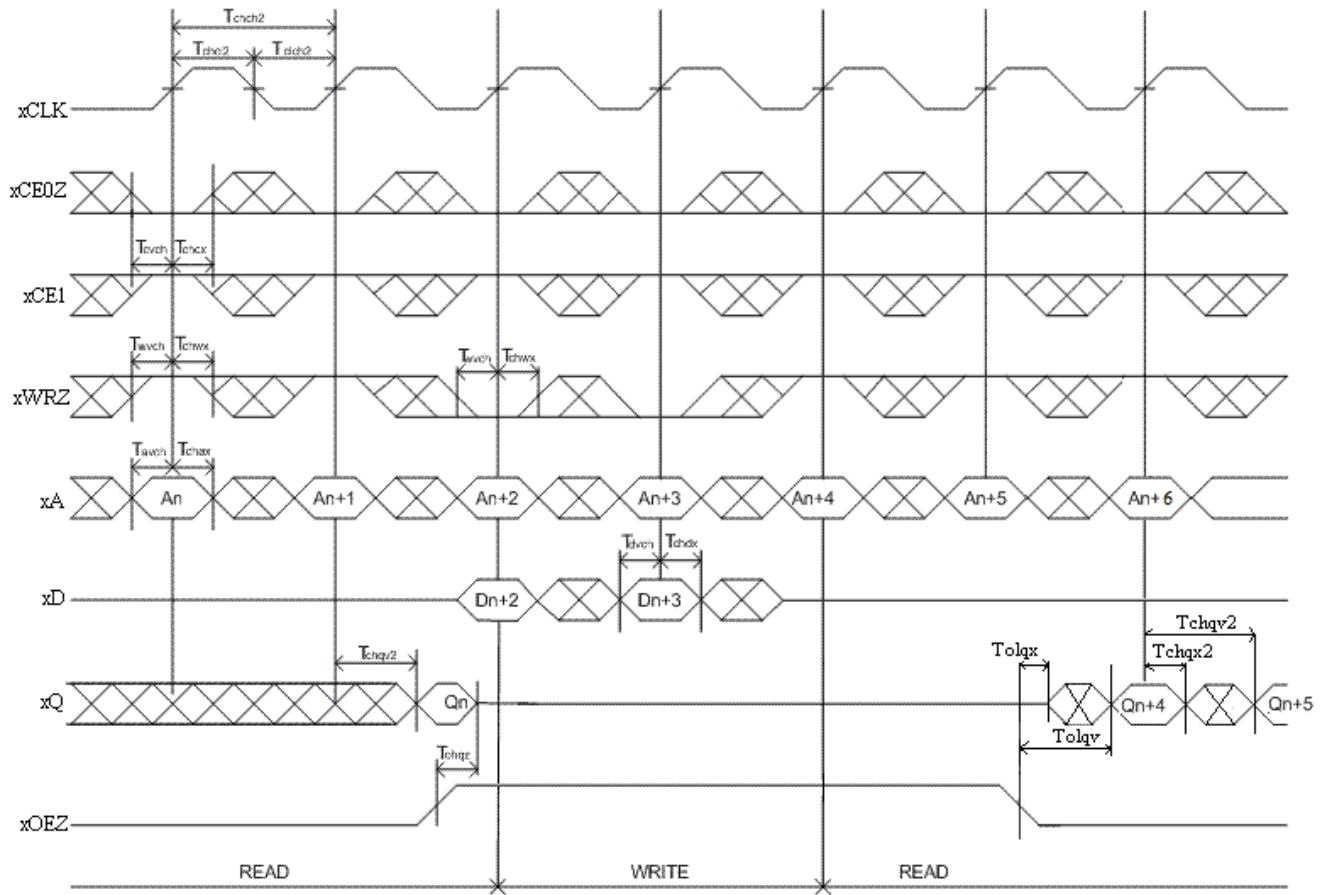 Tchch2
Tchcl2 Tclch2
xCLK
xCE0Z
Tcvch Tchcx
xCE1
Twvch Tchwx Twvch Tchwx
xWRZ
Tavch Tchax
xA An An+1 An+2 An+3 An+4 An+5 An+6
Tdvch Tchdx
xD Dn+2 Dn+3
Tchqv2
Tchqv2 Tolqx Tchqx2
xQ Qn Qn+4 Qn+5
Tolqv
Tohqz
xOEZ
READ WRITE READ